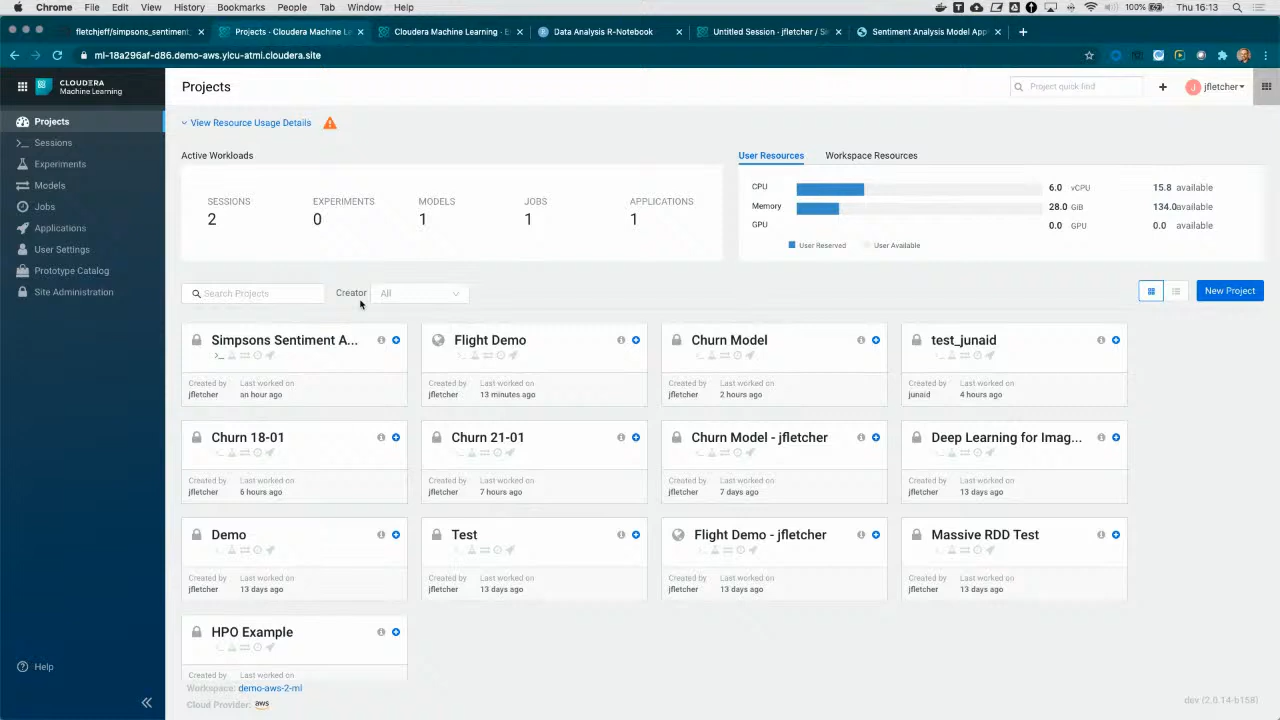 Chrome File Edit View History Bookmarks People Tab Window Help 100% Thu 16:13
fletchjeff/simpsons_sentiment Projects - Cloudera Machine Le Cloudera Machine Learning - E Data Analysis R-Notebook Untitled Session - jfletcher / Si Sentiment Analysis Model App
ml-18a296af-d86.demo-aws.ylcu-atmi.cloudera.site
CLOUDERA
Machine Learning
Projects
Sessions
Experiments
Models
Jobs
Applications
User Settings
Prototype Catalog
Site Administration
Help
Projects
Project quick find
J jfletcher
View Resource Usage Details
Active Workloads
SESSIONS EXPERIMENTS MODELS JOBS APPLICATIONS
2 0 1 1 1
User Resources Workspace Resources
CPU 6.0 vCPU 15.8 available
Memory 28.0 GiB 134.0 available
GPU 0.0 GPU 0.0 available
User Reserved User Available
Search Projects Creator All New Project
Simpsons Sentiment A... Flight Demo Churn Model test_junaid
Created by Last worked on Created by Last worked on Created by Last worked on Created by Last worked on
jfletcher an hour ago jfletcher 13 minutes ago jfletcher 2 hours ago junaid 4 hours ago
Churn 18-01 Churn 21-01 Churn Model - jfletcher Deep Learning for Imag...
Created by Last worked on Created by Last worked on Created by Last worked on Created by Last worked on
jfletcher 6 hours ago jfletcher 7 hours ago jfletcher 7 days ago jfletcher 13 days ago
Demo Test Flight Demo - jfletcher Massive RDD Test
Created by Last worked on Created by Last worked on Created by Last worked on Created by Last worked on
jfletcher 13 days ago jfletcher 13 days ago jfletcher 13 days ago jfletcher 13 days ago
HPO Example
Created by Last worked on
Workspace: demo-aws-2-ml
Cloud Provider: aws
dev (2.0.14-b158)